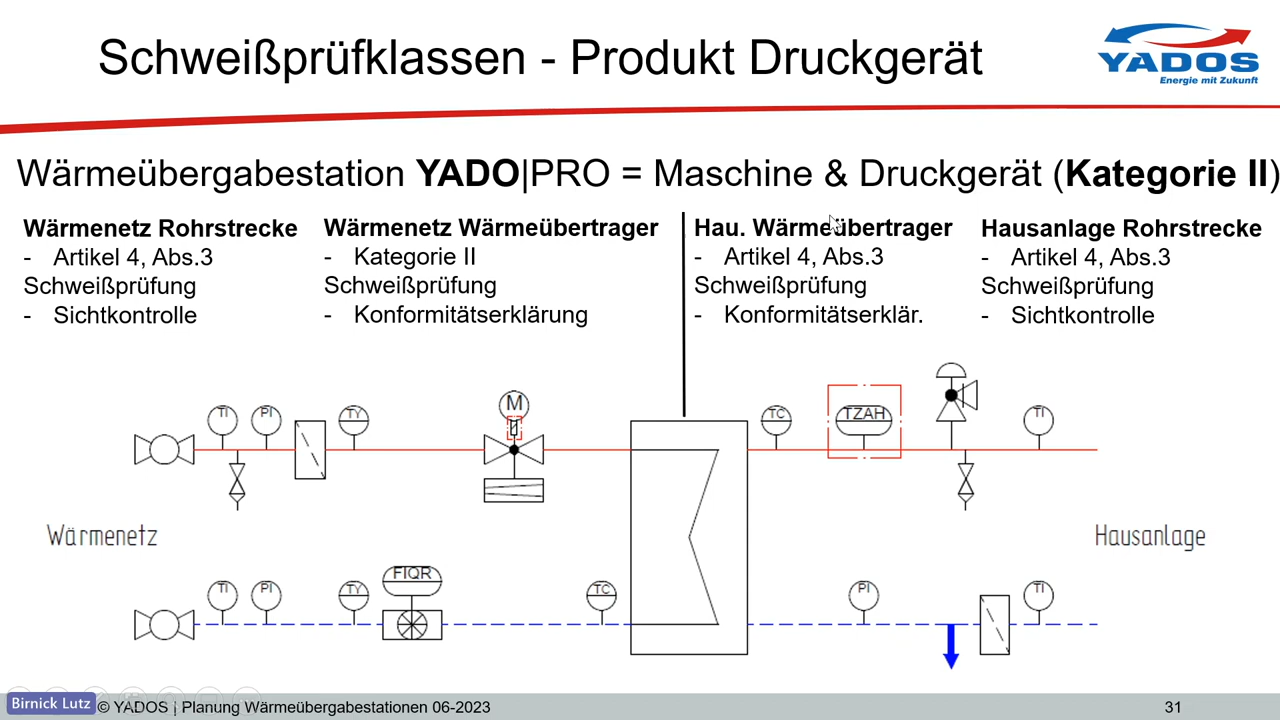 Schweißprüfklassen - Produkt Druckgerät
YADOS
Energie mit Zukunft
Wärmeübergabestation YADO|PRO = Maschine & Druckgerät (Kategorie II)
Wärmenetz Rohrstrecke
- Artikel 4, Abs.3
Schweißprüfung
- Sichtkontrolle
Wärmenetz Wärmeübertrager
- Kategorie II
Schweißprüfung
- Konformitätserklärung
Hau. Wärmeübertrager
- Artikel 4, Abs.3
Schweißprüfung
- Konformitätserklär.
Hausanlage Rohrstrecke
- Artikel 4, Abs.3
Schweißprüfung
- Sichtkontrolle
TI
PI
TY
M
TC
TZAH
TI
Wärmenetz
Hausanlage
TI
PI
TY
FIQR
TC
PI
TI
Birnick Lutz
© YADOS | Planung Wärmeübergabestationen 06-2023
31